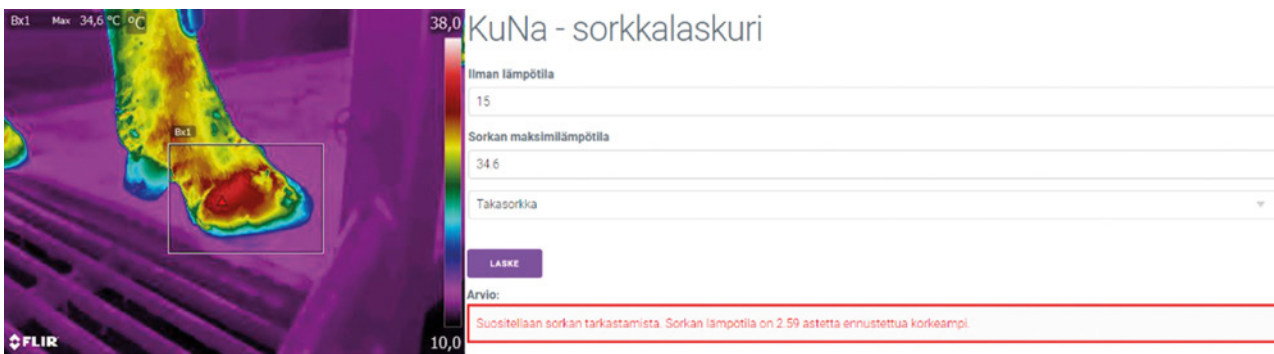 Bx1 Max 34,6 °C °C
38,0
Bx1
FLIR
10,0
KuNa - sorkkalaskuri
Ilman lämpötila
15
Sorkan maksimilämpötila
34.6
Takasorkka
LASKE
Arvio:
Suositellaan sorkan tarkastamista. Sorkan lämpötila on 2.59 astetta ennustettua korkeampi.